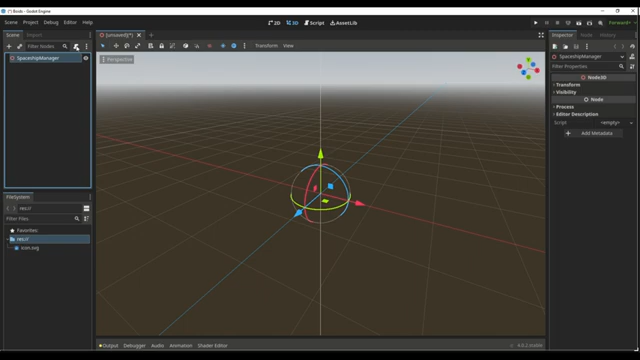 (*) Boids - Godot Engine
Scene Project Debug Editor Help
2D 3D Script AssetLib
Forward+
Scene Import
Filter Nodes
SpaceshipManager
FileSystem
res://
Filter Files
Favorites:
res://
icon.svg
[unsaved](*)
Transform View
Perspective
Output Debugger Audio Animation Shader Editor
4.0.2.stable
Inspector Node History
SpaceshipManager
Filter Properties
Node3D
Transform
Visibility
Node
Process
Editor Description
Script <empty>
Add Metadata